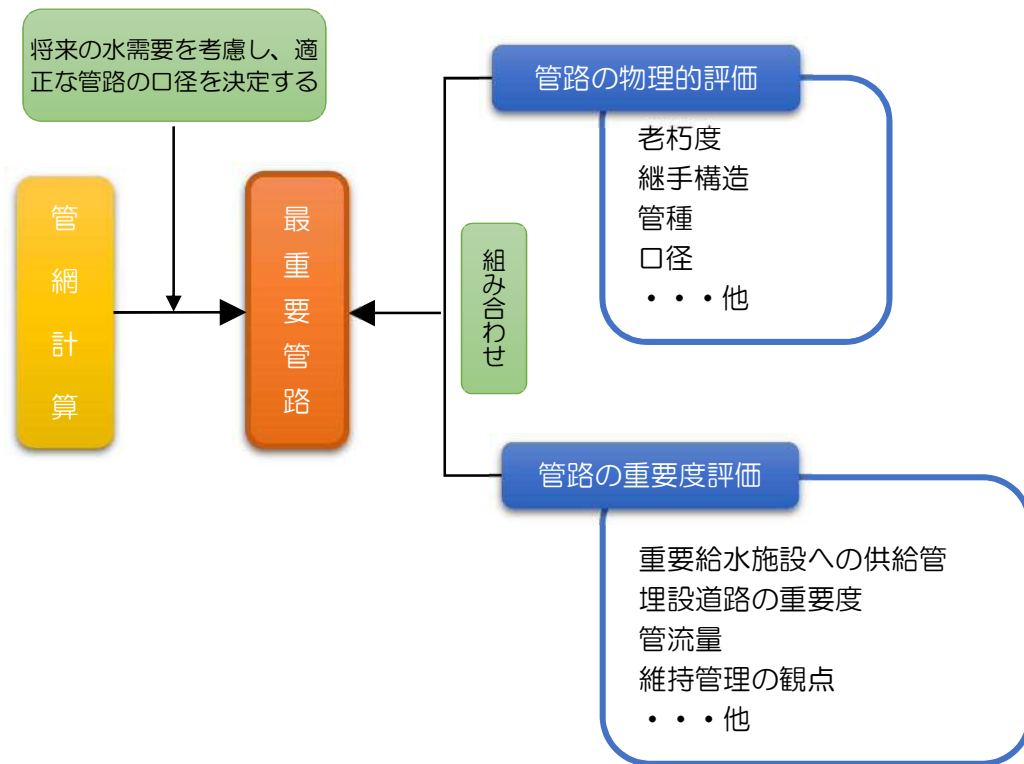 将来の水需要を考慮し、適
正な管路の口径を決定する
管網計算
最重要管路
組み合わせ
管路の物理的評価
老朽度
継手構造
管種
口径
・・・他
管路の重要度評価
重要給水施設への供給管
埋設道路の重要度
管流量
維持管理の観点
・・・他